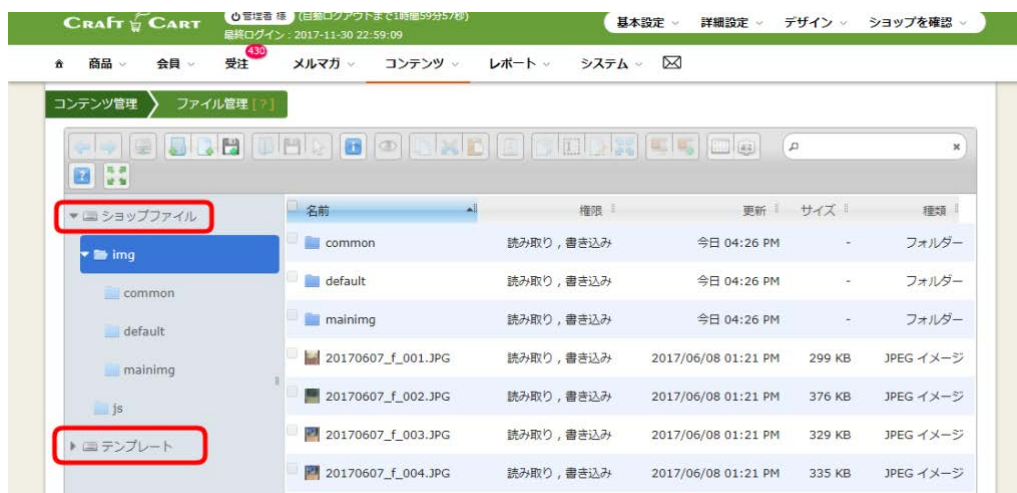 CRAFT CART
管理者 様 (自動ログアウトまで1時間59分57秒)
最終ログイン : 2017-11-30 22:59:09
基本設定 詳細設定 デザイン ショップを確認
商品 会員 受注 430 メルマガ コンテンツ レポート システム
コンテンツ管理 ファイル管理 [?]
ショップファイル
img
common
default
mainimg
js
テンプレート
名前 権限 更新 サイズ 種類
common 読み取り , 書き込み 今日 04:26 PM - フォルダー
default 読み取り , 書き込み 今日 04:26 PM - フォルダー
mainimg 読み取り , 書き込み 今日 04:26 PM - フォルダー
20170607_f_001.JPG 読み取り , 書き込み 2017/06/08 01:21 PM 299 KB JPEG イメージ
20170607_f_002.JPG 読み取り , 書き込み 2017/06/08 01:21 PM 376 KB JPEG イメージ
20170607_f_003.JPG 読み取り , 書き込み 2017/06/08 01:21 PM 329 KB JPEG イメージ
20170607_f_004.JPG 読み取り , 書き込み 2017/06/08 01:21 PM 335 KB JPEG イメージ